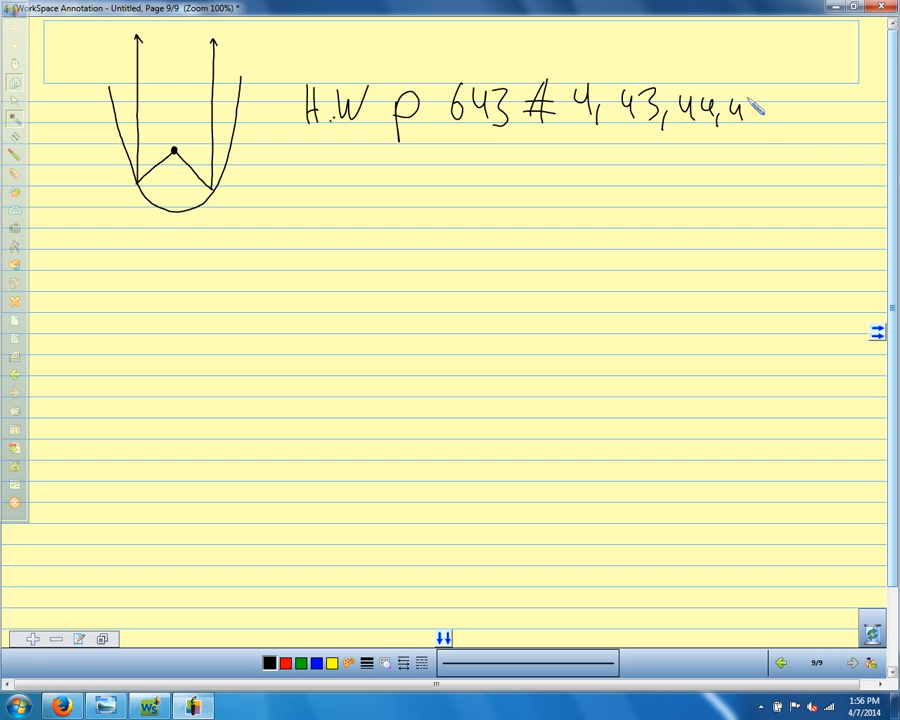 WorkSpace Annotation - Untitled, Page 9/9 (Zoom 100%) *
H.W p 643 # 4, 43, 44, 4
9/9
1:56 PM
4/7/2014